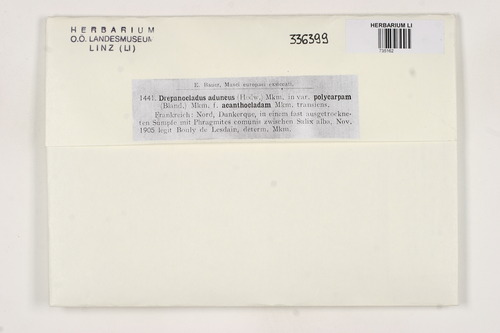 HERBARIUM
O.Ö. LANDESMUSEUM
LINZ (LI)
336399
HERBARIUM LI
E. Bauer, Musci europaei exsiccati.
1441. Drepanocladus aduncus (Hedw.) Mkm. in var. polycarpam
(Bland.) Mkm. f. acanthocladam Mkm. transiens.
Frankreich: Nord, Dunkerque, in einem fast ausgetrockne-
ten Sumpfe mit Phragmites comunis zwischen Salix alba, Nov.
1905 legit Bouly de Lesdain, determ. Mkm.